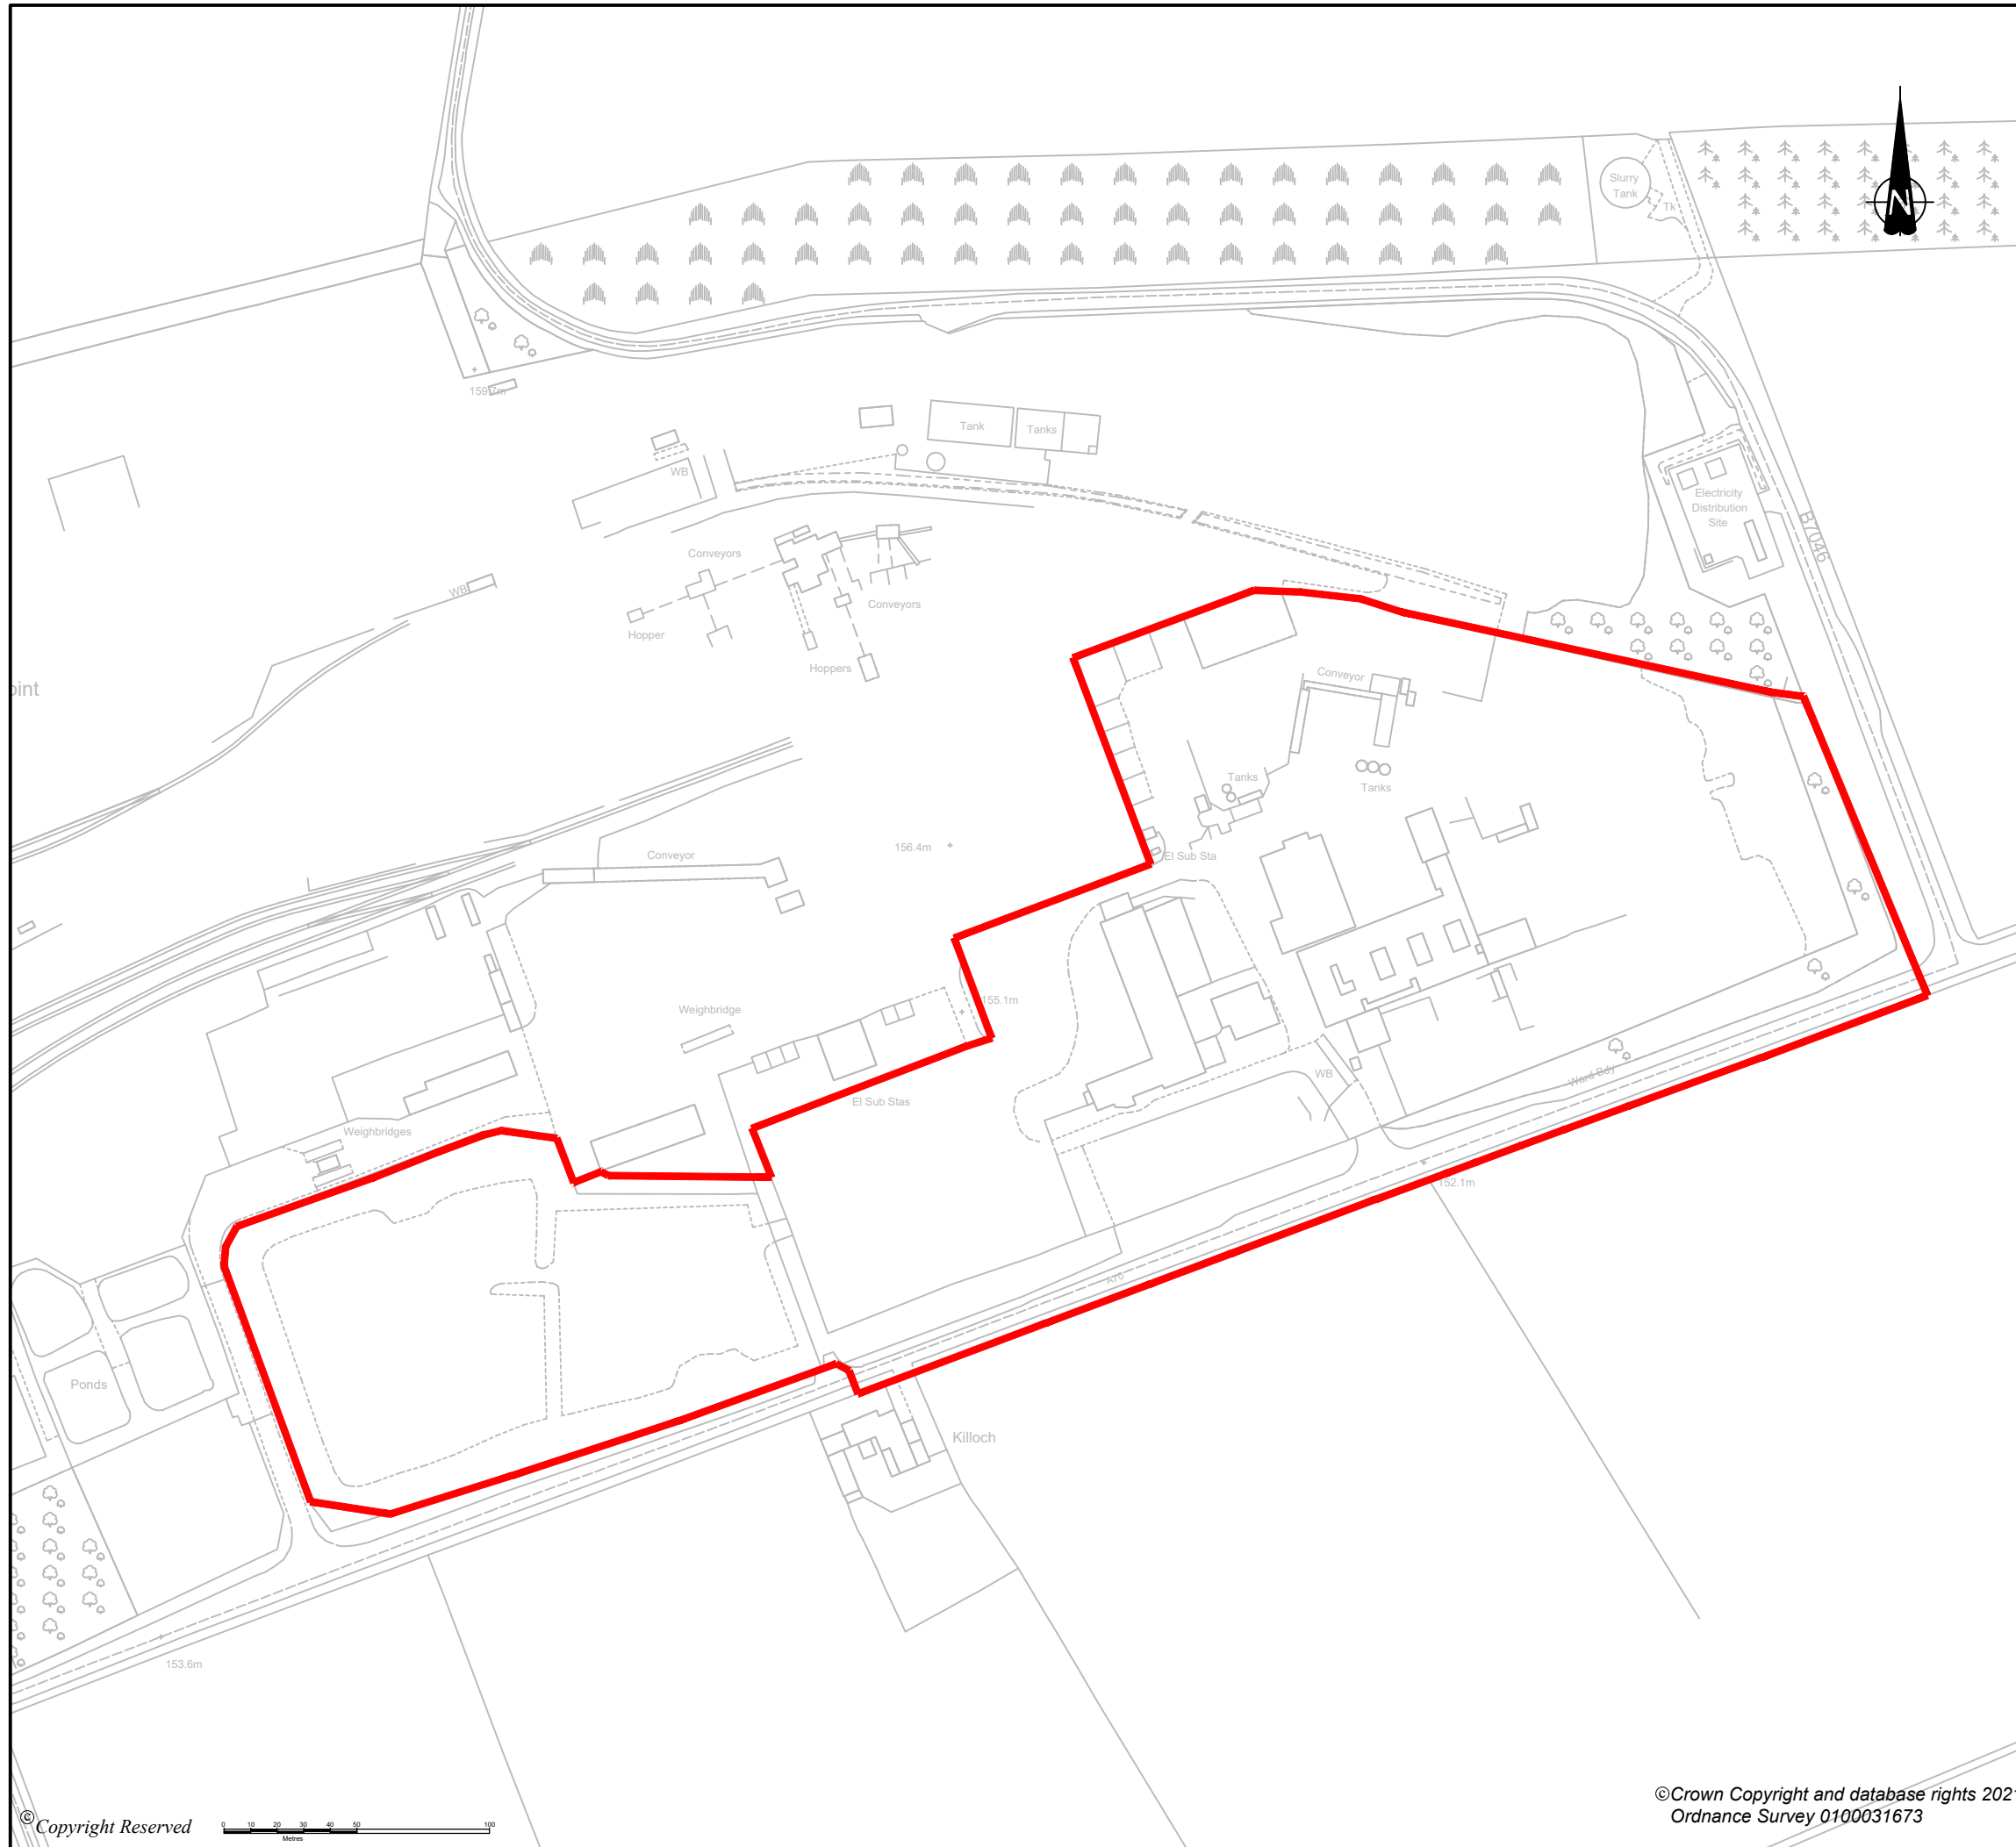 N
Slurry
Tank
Tk
159.7m
Tank
Tanks
WB
Electricity
Distribution
Site
B7046
Conveyors
WB
Conveyors
Hopper
Hoppers
Conveyor
oint
Tanks
Tanks
156.4m
Conveyor
El Sub Sta
155.1m
Weighbridge
WB
Ward Bdy
El Sub Stas
Weighbridges
152.1m
A70
Ponds
Killoch
153.6m
©Crown Copyright and database rights 2021
Ordnance Survey 0100031673
© Copyright Reserved
0 10 20 30 40 50 100
Metres